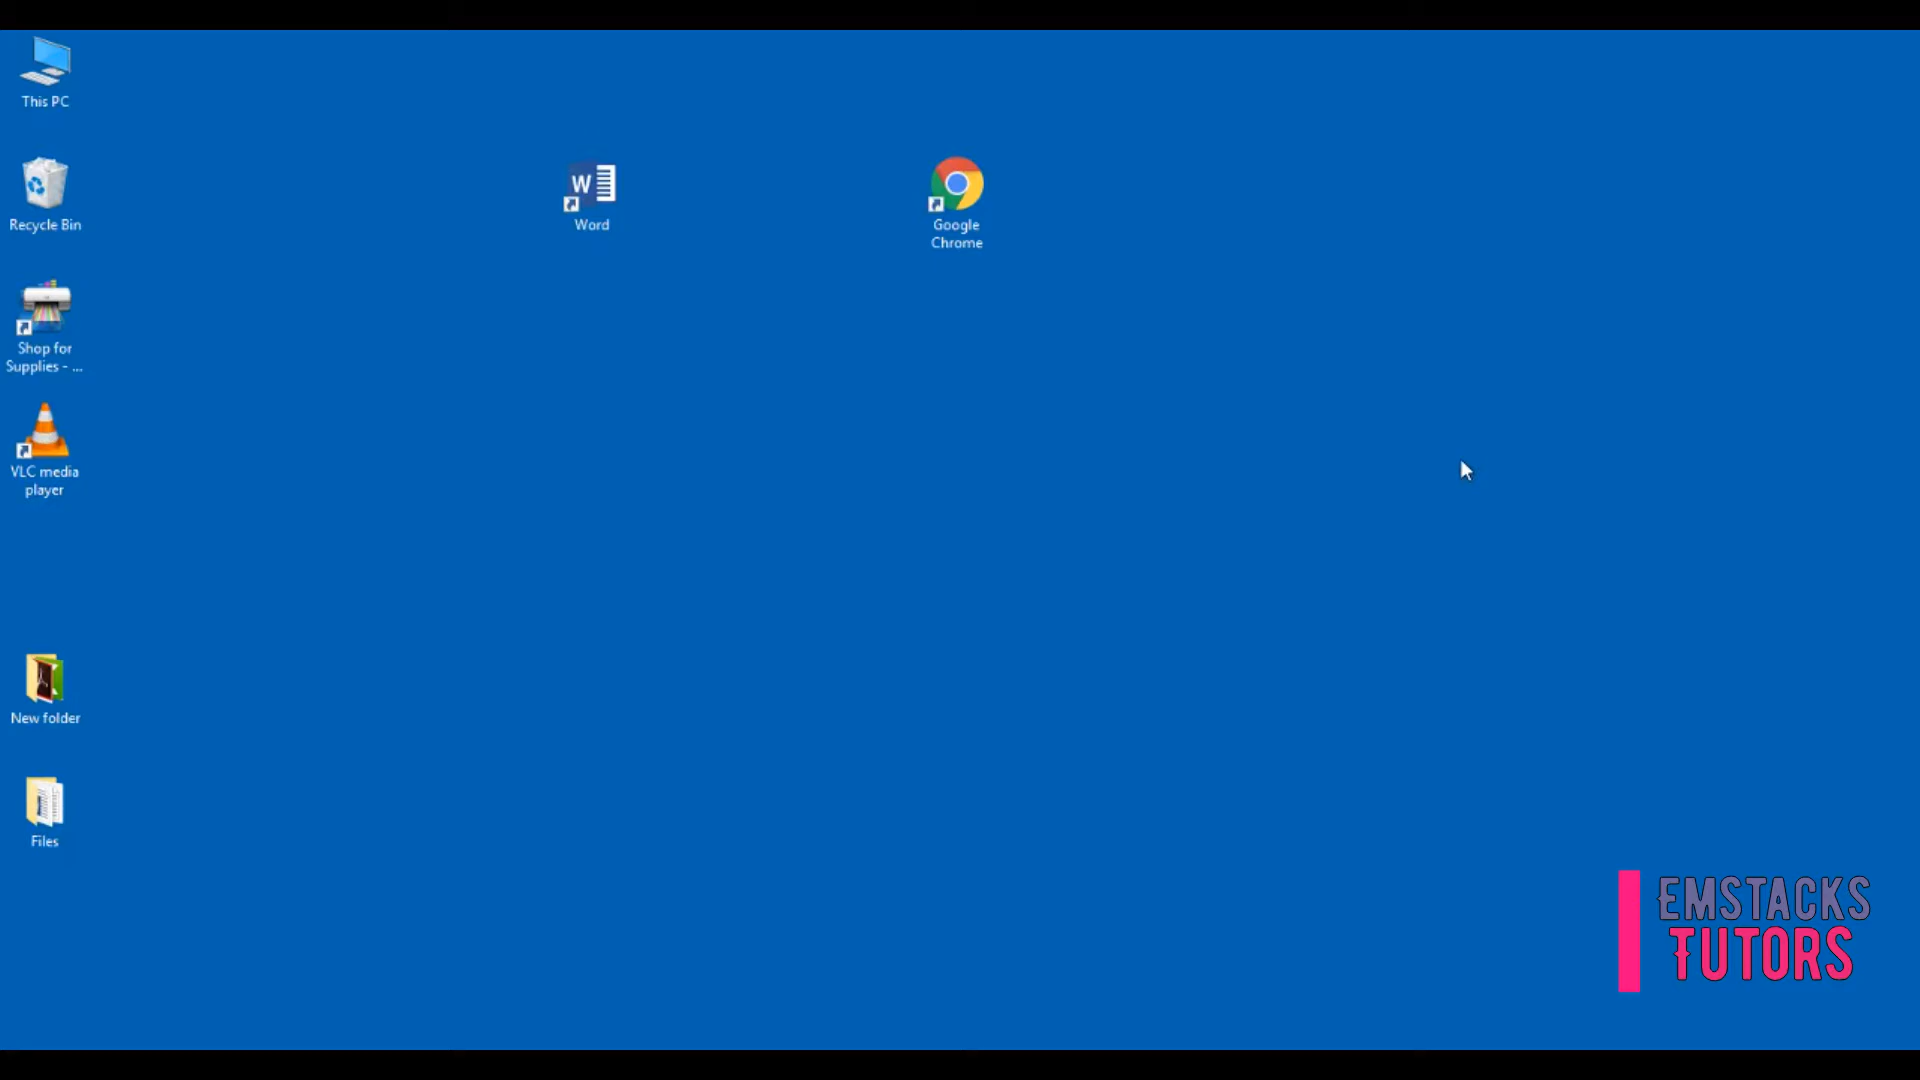 This PC
Recycle Bin
Word
Google
Chrome
Shop for
Supplies - ...
VLC media
player
New folder
Files
EMSTACKS
TUTORS